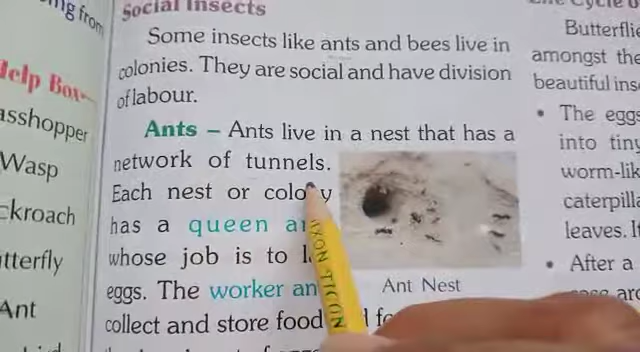 Social Insects
Some insects like ants and bees live in
colonies. They are social and have division
of labour.
Ants – Ants live in a nest that has a
network of tunnels.
Each nest or colony
has a queen
whose job is to
eggs. The worker
collect and store food
Ant Nest
from
Help Box
asshopper
Wasp
ckroach
tterfly
Ant
Butterflie
amongst the
beautiful ins
• The eggs
into tiny
worm-lik
caterpilla
leaves. It
• After a